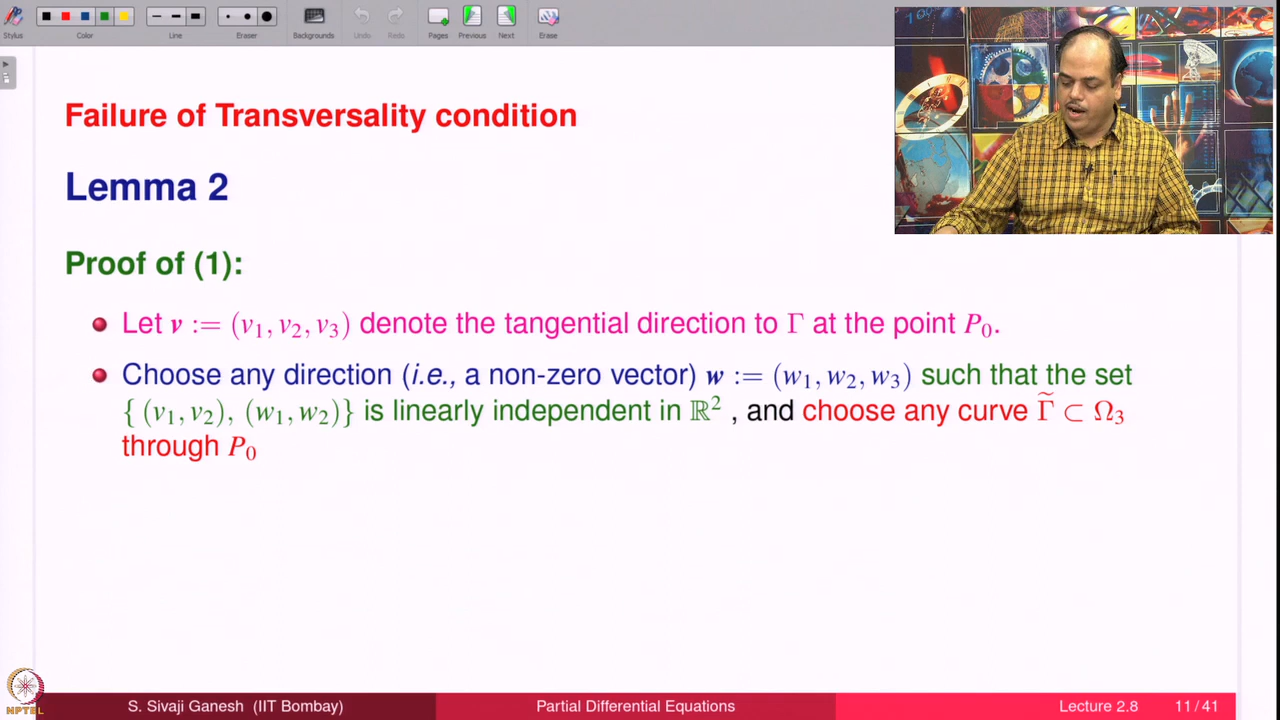 Stylus
Color
Line
Eraser
Backgrounds
Undo
Redo
Pages
Previous
Next
Erase
Failure of Transversality condition
Lemma 2
Proof of (1):
Let v := (v₁, v₂, v₃) denote the tangential direction to Γ at the point P₀.
Choose any direction (i.e., a non-zero vector) w := (w₁, w₂, w₃) such that the set
{ (v₁, v₂), (w₁, w₂)} is linearly independent in ℝ² , and choose any curve Γ̃ ⊂ Ω₃
through P₀
NPTEL
S. Sivaji Ganesh (IIT Bombay)
Partial Differential Equations
Lecture 2.8
11 / 41